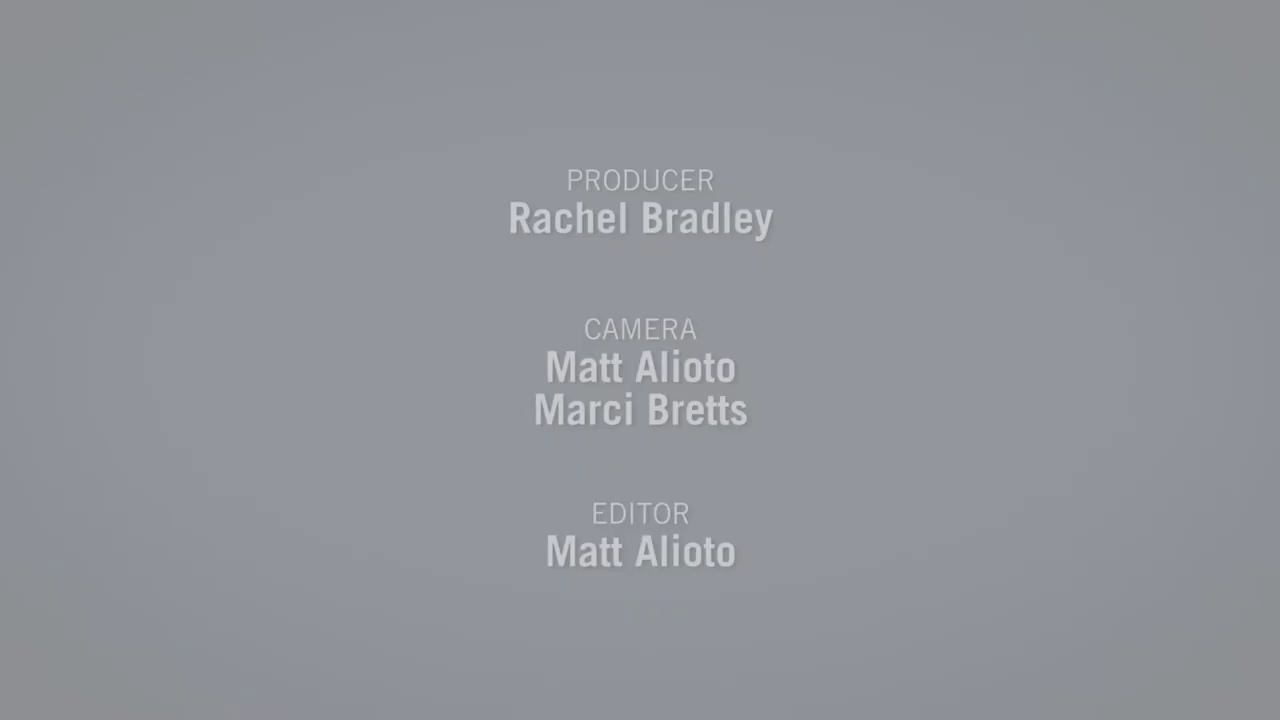 PRODUCER
Rachel Bradley
CAMERA
Matt Alioto
Marci Bretts
EDITOR
Matt Alioto